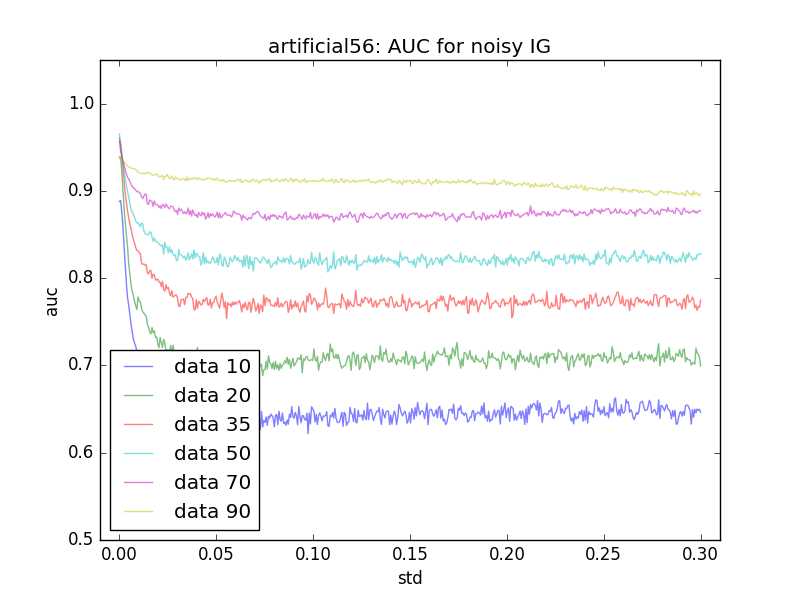 artificial56: AUC for noisy IG
1.0
0.9
0.8
0.7
0.6
0.5
auc
data 10
data 20
data 35
data 50
data 70
data 90
0.00 0.05 0.10 0.15 0.20 0.25 0.30
std